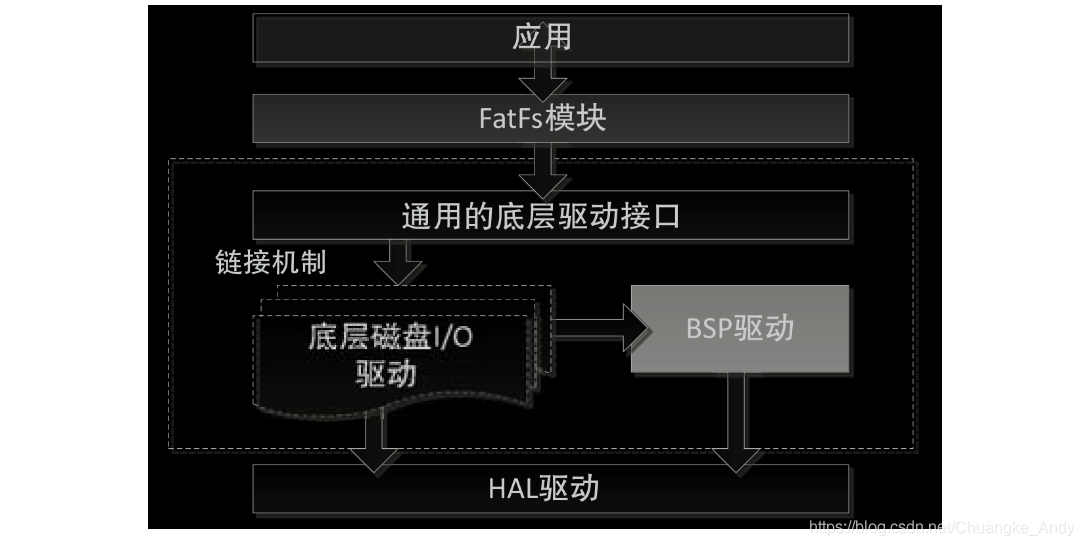 应用
FatFs模块
通用的底层驱动接口
链接机制
底层磁盘I/O
驱动
BSP驱动
HAL驱动
https://blog.csdn.net/Chuangke_Andy